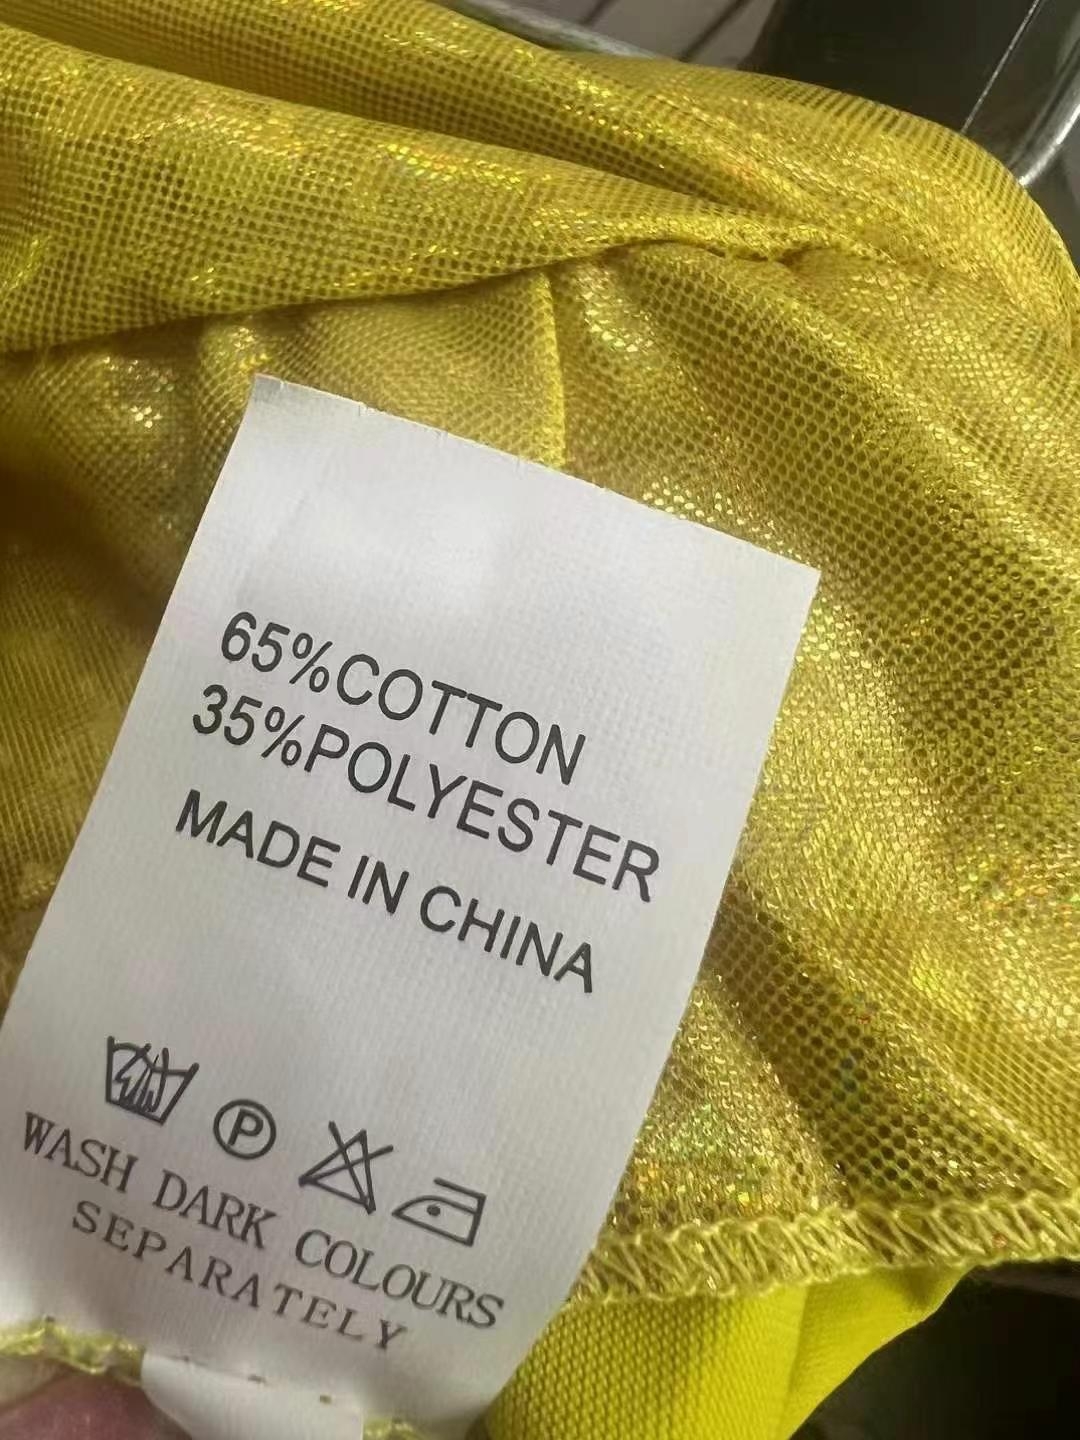 65%COTTON
35%POLYESTER
MADE IN CHINA
P
WASH DARK COLOURS
SEPARATELY